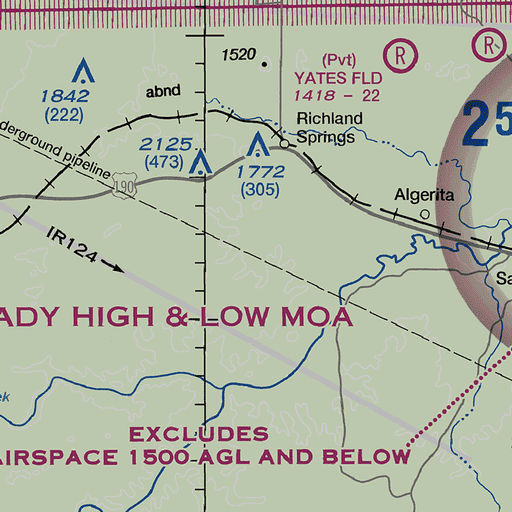 1520
(Pvt)
R
R
YATES FLD
1418 - 22
abnd
1842
(222)
25
Richland
Springs
2125
(473)
derground pipeline
1772
(305)
190
Algerita
IR124
Sa
ADY HIGH & LOW MOA
ek
EXCLUDES
AIRSPACE 1500 AGL AND BELOW